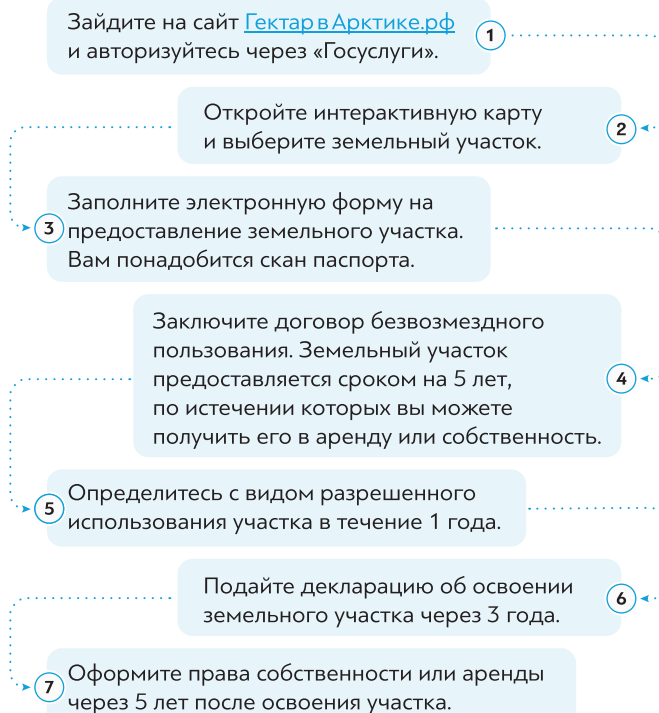 Зайдите на сайт Гектар в Арктике.рф
и авторизуйтесь через «Госуслуги».
1
Откройте интерактивную карту
и выберите земельный участок.
2
Заполните электронную форму на
3
предоставление земельного участка.
Вам понадобится скан паспорта.
Заключите договор безвозмездного
пользования. Земельный участок
предоставляется сроком на 5 лет,
4
по истечении которых вы можете
получить его в аренду или собственность.
Определитесь с видом разрешенного
5
использования участка в течение 1 года.
Подайте декларацию об освоении
6
земельного участка через 3 года.
Оформите права собственности или аренды
7
через 5 лет после освоения участка.